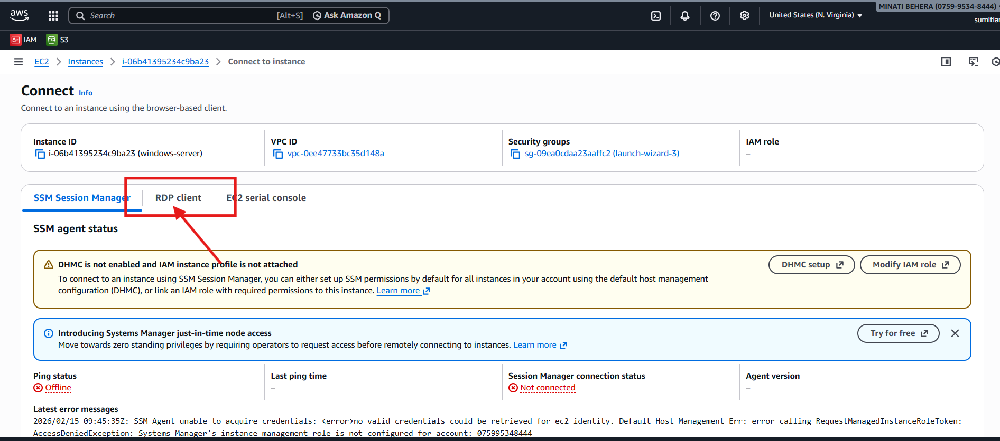 MINATI BEHERA (0759-9534-8444)
aws
Search [Alt+S] Ask Amazon Q
United States (N. Virginia)
IAM S3
EC2 Instances i-06b41395234c9ba23 Connect to instance
Connect Info
Connect to an instance using the browser-based client.
Instance ID VPC ID Security groups IAM role
i-06b41395234c9ba23 (windows-server) vpc-0ee47733bc35d148a sg-09ea0cdaa23aaffc2 (launch-wizard-3) –
SSM Session Manager RDP client EC2 serial console
SSM agent status
DHMC is not enabled and IAM instance profile is not attached DHMC setup Modify IAM role
To connect to an instance using SSM Session Manager, you can either set up SSM permissions by default for all instances in your account using the default host management
configuration (DHMC), or link an IAM role with required permissions to this instance. Learn more
Introducing Systems Manager just-in-time node access Try for free
Move towards zero standing privileges by requiring operators to request access before remotely connecting to instances. Learn more
Ping status Last ping time Session Manager connection status Agent version
Offline – Not connected –
Latest error messages
2026/02/15 09:45:35Z: SSM Agent unable to acquire credentials: <error>no valid credentials could be retrieved for ec2 identity. Default Host Management Err: error calling RequestManagedInstanceRoleToken:
AccessDeniedException: Systems Manager's instance management role is not configured for account: 075995348444